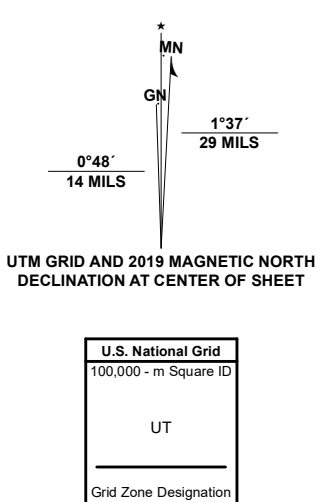 MN
GN
1°37´
29 MILS
0°48´
14 MILS
UTM GRID AND 2019 MAGNETIC NORTH
DECLINATION AT CENTER OF SHEET
U.S. National Grid
100,000 - m Square ID
UT
Grid Zone Designation